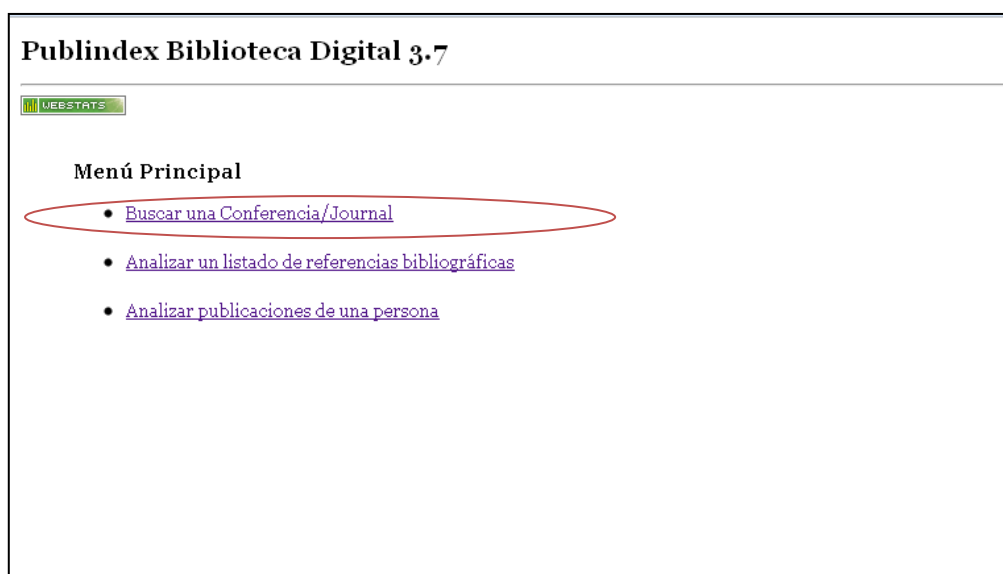 Publindex Biblioteca Digital 3.7
WEBSTATS
Menú Principal
Buscar una Conferencia/Journal
Analizar un listado de referencias bibliográficas
Analizar publicaciones de una persona